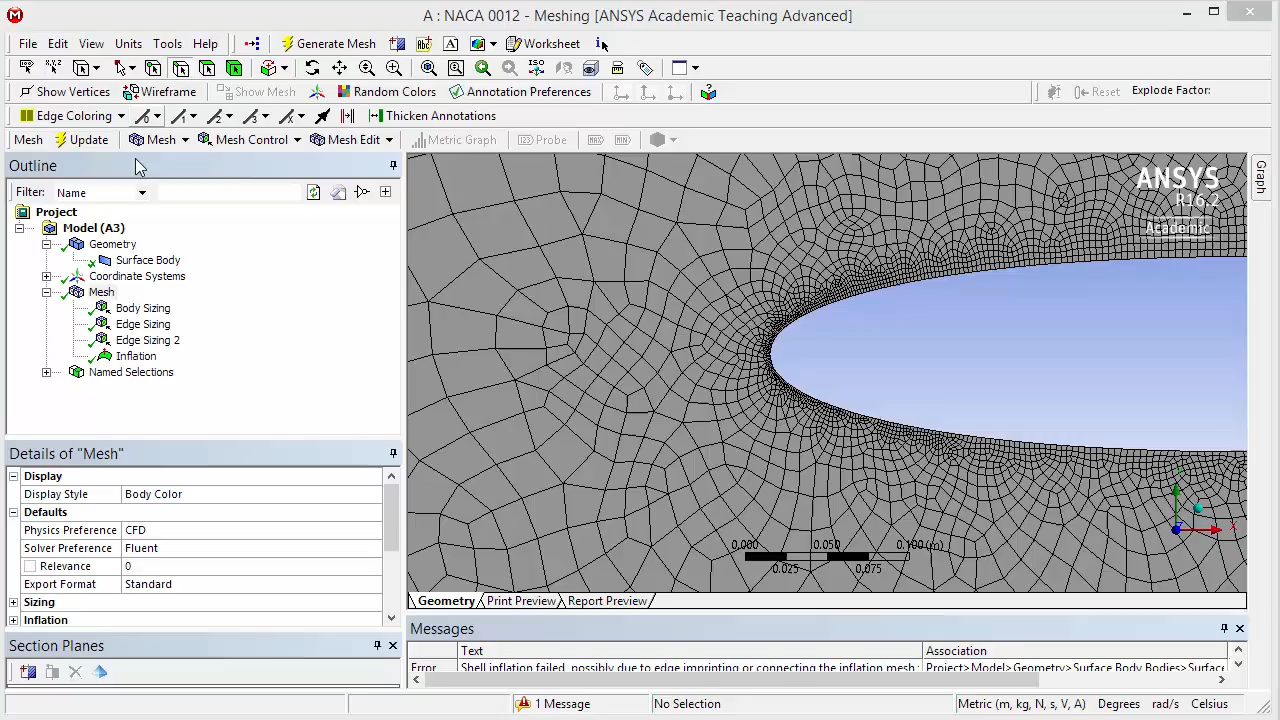 A : NACA 0012 - Meshing [ANSYS Academic Teaching Advanced]
File Edit View Units Tools Help Generate Mesh Abc A Worksheet i
Show Vertices Wireframe Show Mesh Random Colors Annotation Preferences Reset Explode Factor:
Edge Coloring Thicken Annotations
Mesh Update Mesh Mesh Control Mesh Edit Metric Graph Probe MAX MIN
Outline
Filter: Name
Project
Model (A3)
Geometry
Surface Body
Coordinate Systems
Mesh
Body Sizing
Edge Sizing
Edge Sizing 2
Inflation
Named Selections
Details of "Mesh"
Display
Display Style Body Color
Defaults
Physics Preference CFD
Solver Preference Fluent
Relevance 0
Export Format Standard
Sizing
Inflation
Section Planes
ANSYS
R16.2
Academic
Graph
X
0.000 0.050 0.100 (m)
0.025 0.075
Geometry Print Preview Report Preview
Messages
Text Association
Error Shell inflation failed, possibly due to edge imprinting or connecting the inflation mesh Project>Model>Geometry>Surface Body Bodies>Surface
1 Message No Selection Metric (m, kg, N, s, V, A) Degrees rad/s Celsius